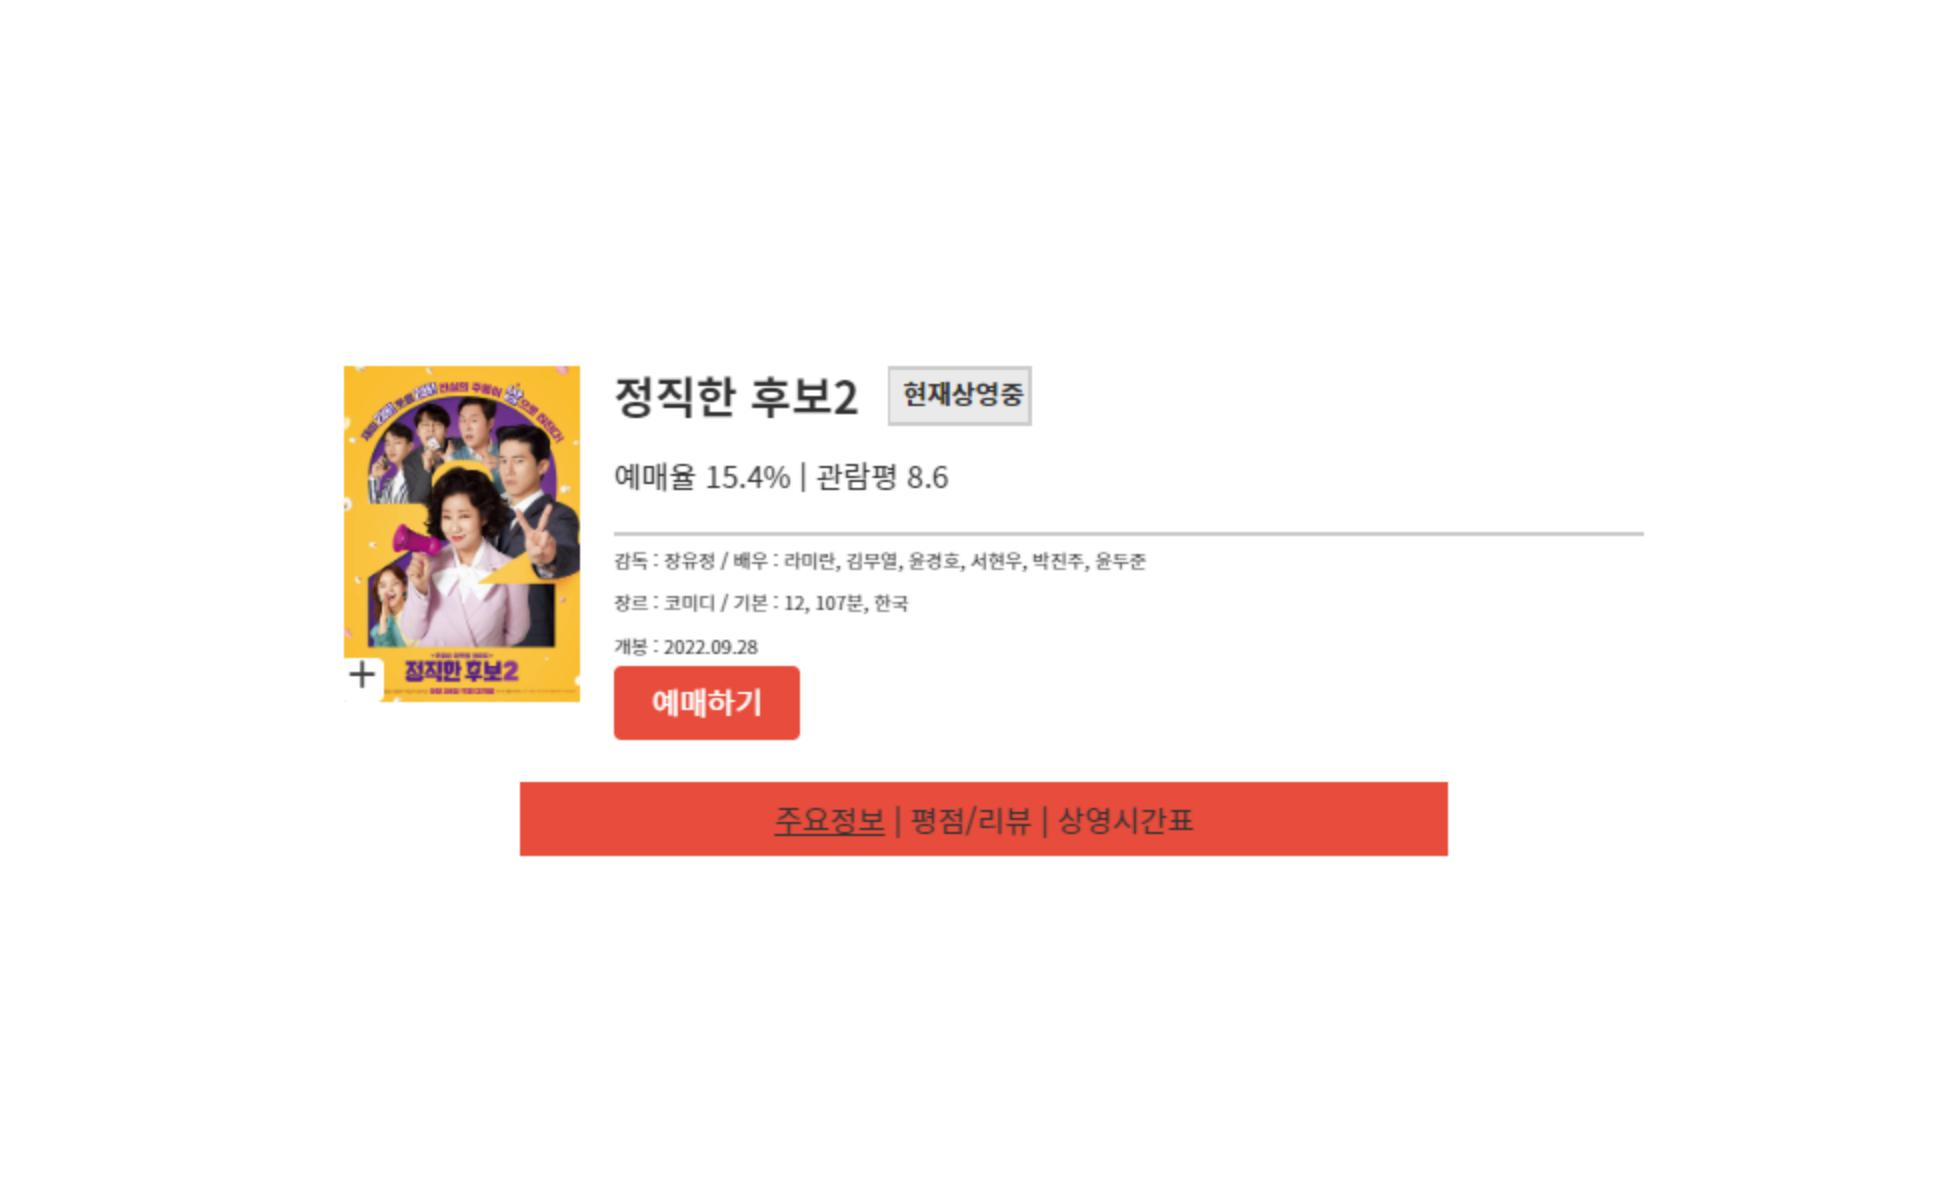 정직한 후보2 현재상영중
예매율 15.4% | 관람평 8.6
감독 : 장유정 / 배우 : 라미란, 김무열, 윤경호, 서현우, 박진주, 윤두준
장르 : 코미디 / 기본 : 12, 107분, 한국
개봉 : 2022.09.28
정직한 후보2
+
예매하기
주요정보 | 평점/리뷰 | 상영시간표